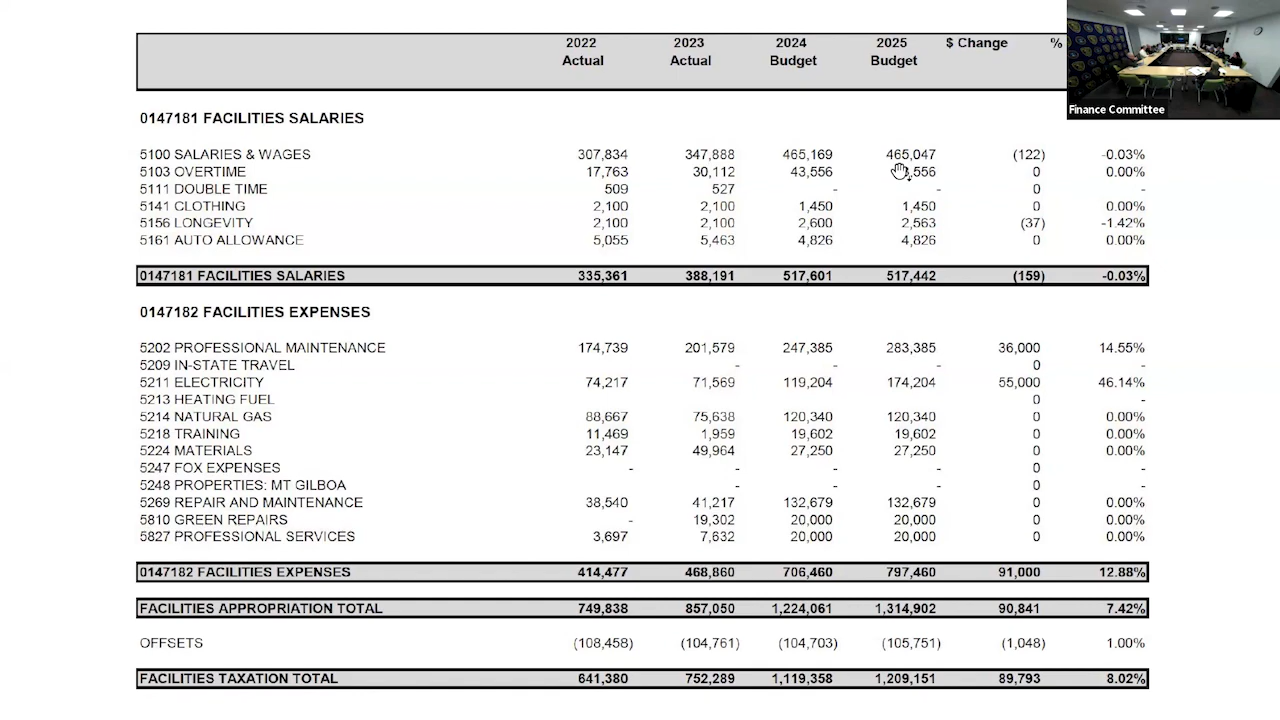 2022 2023 2024 2025 $ Change %
Actual Actual Budget Budget
Finance Committee
0147181 FACILITIES SALARIES
5100 SALARIES & WAGES 307,834 347,888 465,169 465,047 (122) -0.03%
5103 OVERTIME 17,763 30,112 43,556 3,556 0 0.00%
5111 DOUBLE TIME 509 527 - - 0 -
5141 CLOTHING 2,100 2,100 1,450 1,450 0 0.00%
5156 LONGEVITY 2,100 2,100 2,600 2,563 (37) -1.42%
5161 AUTO ALLOWANCE 5,055 5,463 4,826 4,826 0 0.00%
0147181 FACILITIES SALARIES 335,361 388,191 517,601 517,442 (159) -0.03%
0147182 FACILITIES EXPENSES
5202 PROFESSIONAL MAINTENANCE 174,739 201,579 247,385 283,385 36,000 14.55%
5209 IN-STATE TRAVEL - - - 0 -
5211 ELECTRICITY 74,217 71,569 119,204 174,204 55,000 46.14%
5213 HEATING FUEL 0 -
5214 NATURAL GAS 88,667 75,638 120,340 120,340 0 0.00%
5218 TRAINING 11,469 1,959 19,602 19,602 0 0.00%
5224 MATERIALS 23,147 49,964 27,250 27,250 0 0.00%
5247 FOX EXPENSES - - - - 0 -
5248 PROPERTIES: MT GILBOA - - - 0 -
5269 REPAIR AND MAINTENANCE 38,540 41,217 132,679 132,679 0 0.00%
5810 GREEN REPAIRS - 19,302 20,000 20,000 0 0.00%
5827 PROFESSIONAL SERVICES 3,697 7,632 20,000 20,000 0 0.00%
0147182 FACILITIES EXPENSES 414,477 468,860 706,460 797,460 91,000 12.88%
FACILITIES APPROPRIATION TOTAL 749,838 857,050 1,224,061 1,314,902 90,841 7.42%
OFFSETS (108,458) (104,761) (104,703) (105,751) (1,048) 1.00%
FACILITIES TAXATION TOTAL 641,380 752,289 1,119,358 1,209,151 89,793 8.02%